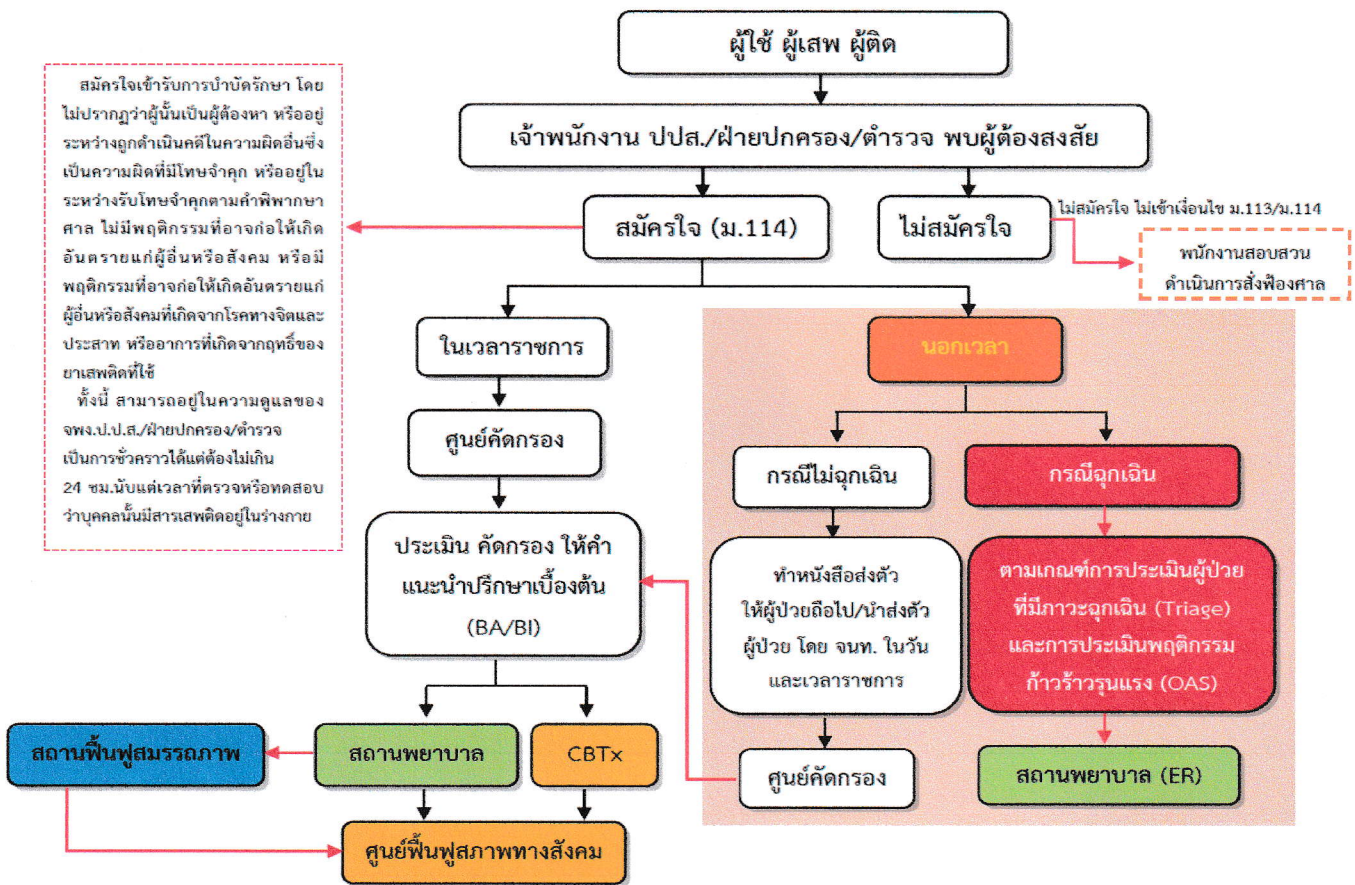 ผู้ใช้ ผู้เสพ ผู้ติด
เจ้าพนักงาน ปปส./ฝ่ายปกครอง/ตำรวจ พบผู้ต้องสงสัย
สมัครใจเข้ารับการบำบัดรักษา โดย
ไม่ปรากฏว่าผู้นั้นเป็นผู้ต้องหา หรืออยู่
ระหว่างถูกดำเนินคดีในความผิดอื่นซึ่ง
เป็นความผิดที่มีโทษจำคุก หรืออยู่ใน
ระหว่างรับโทษจำคุกตามคำพิพากษา
ศาล ไม่มีพฤติกรรมที่อาจก่อให้เกิด
อันตรายแก่ผู้อื่นหรือสังคม หรือมี
พฤติกรรมที่อาจก่อให้เกิดอันตรายแก่
ผู้อื่นหรือสังคมที่เกิดจากโรคทางจิตและ
ประสาท หรืออาการที่เกิดจากฤทธิ์ของ
ยาเสพติดที่ใช้
ทั้งนี้ สามารถอยู่ในความดูแลของ
จพง.ป.ป.ส./ฝ่ายปกครอง/ตำรวจ
เป็นการชั่วคราวได้แต่ต้องไม่เกิน
24 ชม.นับแต่เวลาที่ตรวจหรือทดสอบ
ว่าบุคคลนั้นมีสารเสพติดอยู่ในร่างกาย
สมัครใจ (ม.114)
ไม่สมัครใจ
ไม่สมัครใจ ไม่เข้าเงื่อนไข ม.113/ม.114
พนักงานสอบสวน
ดำเนินการสั่งฟ้องศาล
ในเวลาราชการ
นอกเวลา
ศูนย์คัดกรอง
กรณีไม่ฉุกเฉิน
กรณีฉุกเฉิน
ประเมิน คัดกรอง ให้คำ
แนะนำปรึกษาเบื้องต้น
(BA/BI)
ทำหนังสือส่งตัว
ให้ผู้ป่วยถือไป/นำส่งตัว
ผู้ป่วย โดย จนท. ในวัน
และเวลาราชการ
ตามเกณฑ์การประเมินผู้ป่วย
ที่มีภาวะฉุกเฉิน (Triage)
และการประเมินพฤติกรรม
ก้าวร้าวรุนแรง (OAS)
สถานฟื้นฟูสมรรถภาพ
สถานพยาบาล
CBTx
ศูนย์คัดกรอง
สถานพยาบาล (ER)
ศูนย์ฟื้นฟูสภาพทางสังคม